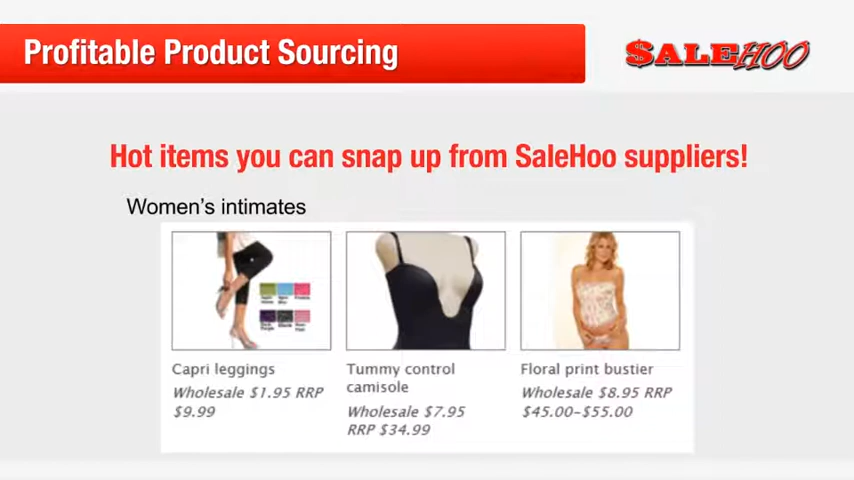 Profitable Product Sourcing
$ALEHOO
Hot items you can snap up from SaleHoo suppliers!
Women's intimates
Capri leggings
Wholesale $1.95 RRP
$9.99
Tummy control
camisole
Wholesale $7.95
RRP $34.99
Floral print bustier
Wholesale $8.95 RRP
$45.00-$55.00